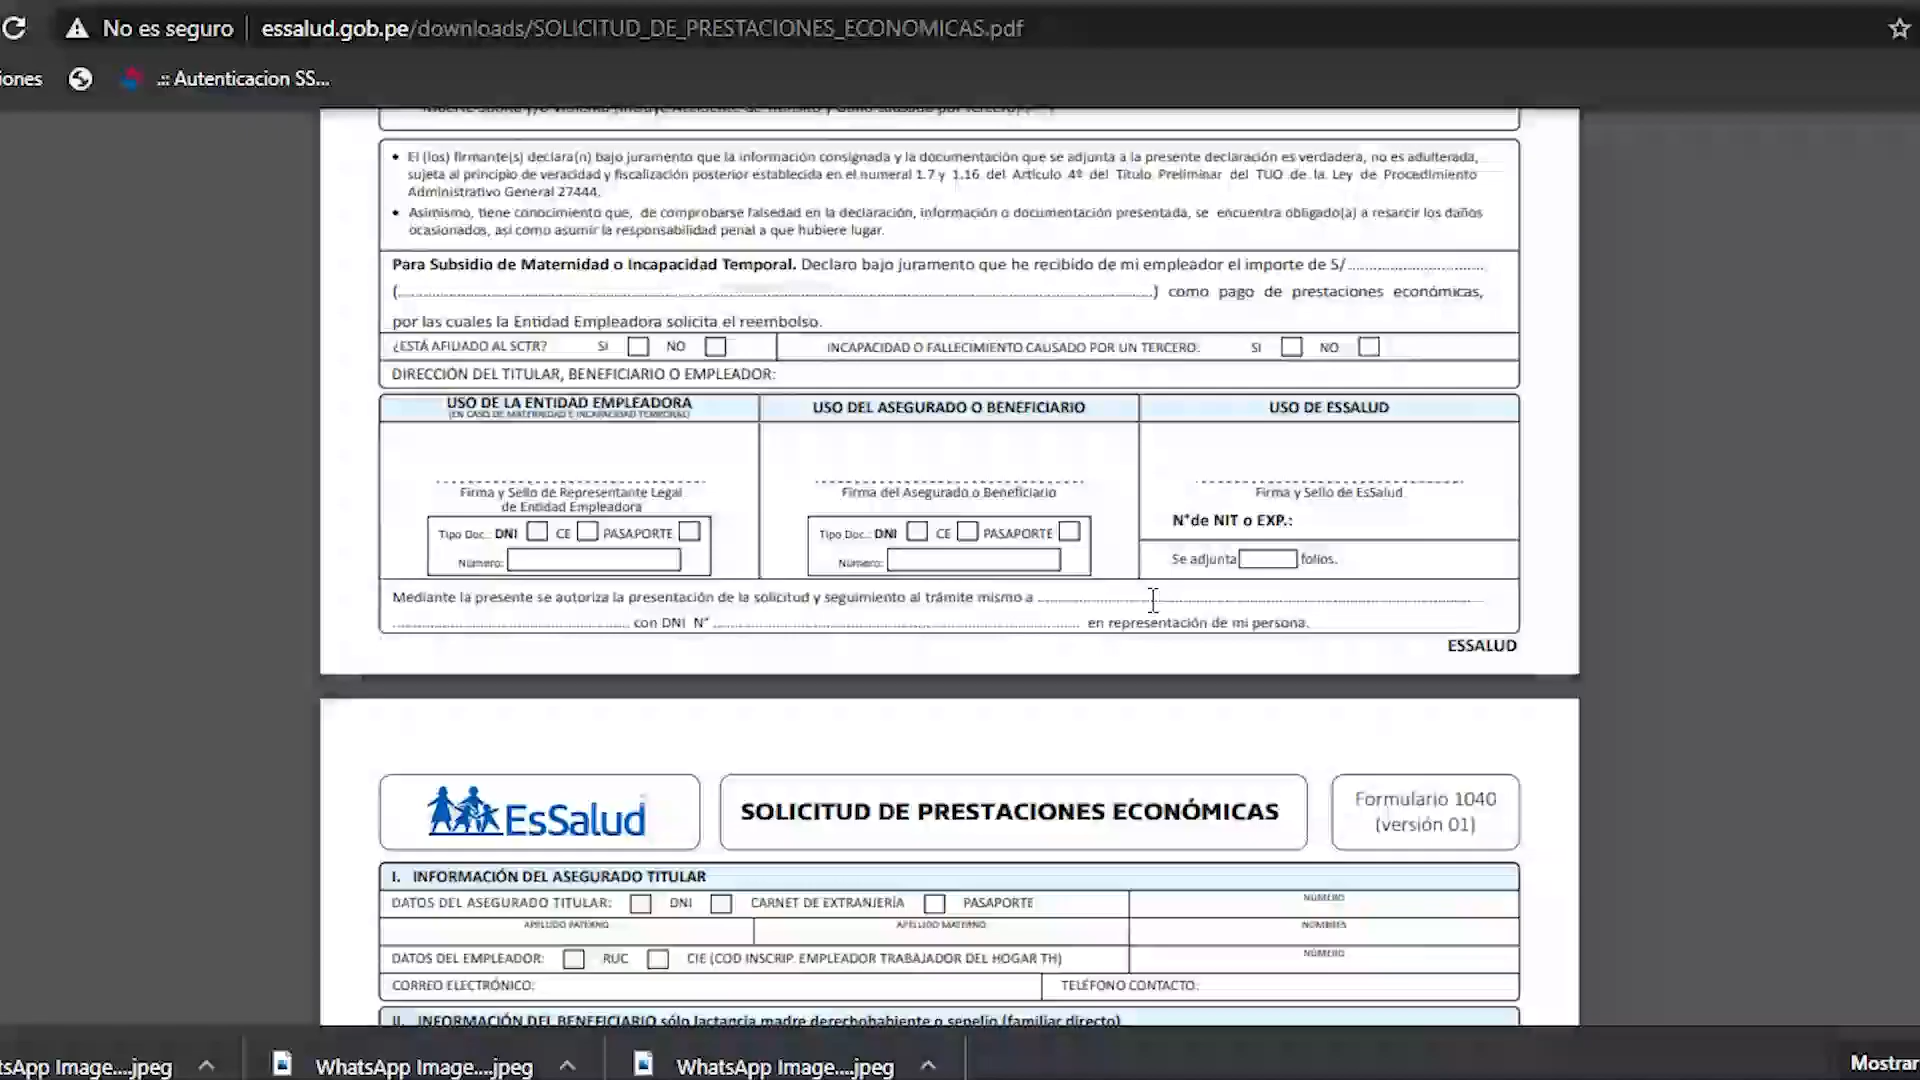 No es seguro essalud.gob.pe/downloads/SOLICITUD_DE_PRESTACIONES_ECONOMICAS.pdf
iones .:: Autenticacion SS...
• El (los) firmante(s) declara(n) bajo juramento que la información consignada y la documentación que se adjunta a la presente declaración es verdadera, no es adulterada,
sujeta al principio de veracidad y fiscalización posterior establecida en el numeral 1.7 y 1.16 del Artículo 4º del Título Preliminar del TUO de la Ley de Procedimiento
Administrativo General 27444.
• Asimismo, tiene conocimiento que, de comprobarse falsedad en la declaración, información o documentación presentada, se encuentra obligado(a) a resarcir los daños
ocasionados, así como asumir la responsabilidad penal a que hubiere lugar.
Para Subsidio de Maternidad o Incapacidad Temporal. Declaro bajo juramento que he recibido de mi empleador el importe de S/ ........................
(........................) como pago de prestaciones económicas,
por las cuales la Entidad Empleadora solicita el reembolso.
¿ESTÁ AFILIADO AL SCTR? SI NO INCAPACIDAD O FALLECIMIENTO CAUSADO POR UN TERCERO: SI NO
DIRECCIÓN DEL TITULAR, BENEFICIARIO O EMPLEADOR:
USO DE LA ENTIDAD EMPLEADORA USO DEL ASEGURADO O BENEFICIARIO USO DE ESSALUD
(EN CASO DE MATERNIDAD E INCAPACIDAD TEMPORAL)
Firma y Sello de Representante Legal Firma del Asegurado o Beneficiario Firma y Sello de EsSalud
de Entidad Empleadora
N°de NIT o EXP.:
Tipo Doc.: DNI CE PASAPORTE Tipo Doc.: DNI CE PASAPORTE
Número: Número: Se adjunta folios.
Mediante la presente se autoriza la presentación de la solicitud y seguimiento al trámite mismo a ........................
........................ con DNI N° ........................ en representación de mi persona.
ESSALUD
EsSalud SOLICITUD DE PRESTACIONES ECONÓMICAS Formulario 1040
(versión 01)
I. INFORMACIÓN DEL ASEGURADO TITULAR
DATOS DEL ASEGURADO TITULAR: DNI CARNET DE EXTRANJERÍA PASAPORTE NÚMERO
APELLIDO PATERNO APELLIDO MATERNO NOMBRES
DATOS DEL EMPLEADOR: RUC CIE (COD INSCRIP. EMPLEADOR TRABAJADOR DEL HOGAR TH) NÚMERO
CORREO ELECTRÓNICO: TELÉFONO CONTACTO:
II. INFORMACIÓN DEL BENEFICIARIO sólo lactancia madre derechohabiente o sepelio (familiar directo)
tsApp Image....jpeg WhatsApp Image....jpeg WhatsApp Image....jpeg Mostrar